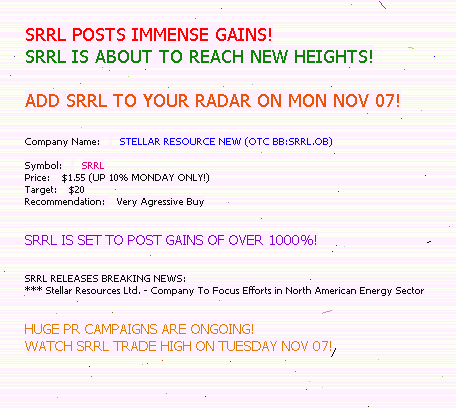 SRRL POSTS IMMENSE GAINS!
SRRL IS ABOUT TO REACH NEW HEIGHTS!
ADD SRRL TO YOUR RADAR ON MON NOV 07!
Company Name: STELLAR RESOURCE NEW (OTC BB:SRRL.OB)
Symbol: SRRL
Price: $1.55 (UP 10% MONDAY ONLY!)
Target: $20
Recommendation: Very Agressive Buy
SRRL IS SET TO POST GAINS OF OVER 1000%!
SRRL RELEASES BREAKING NEWS:
*** Stellar Resources Ltd. - Company To Focus Efforts in North American Energy Sector
HUGE PR CAMPAIGNS ARE ONGOING!
WATCH SRRL TRADE HIGH ON TUESDAY NOV 07!